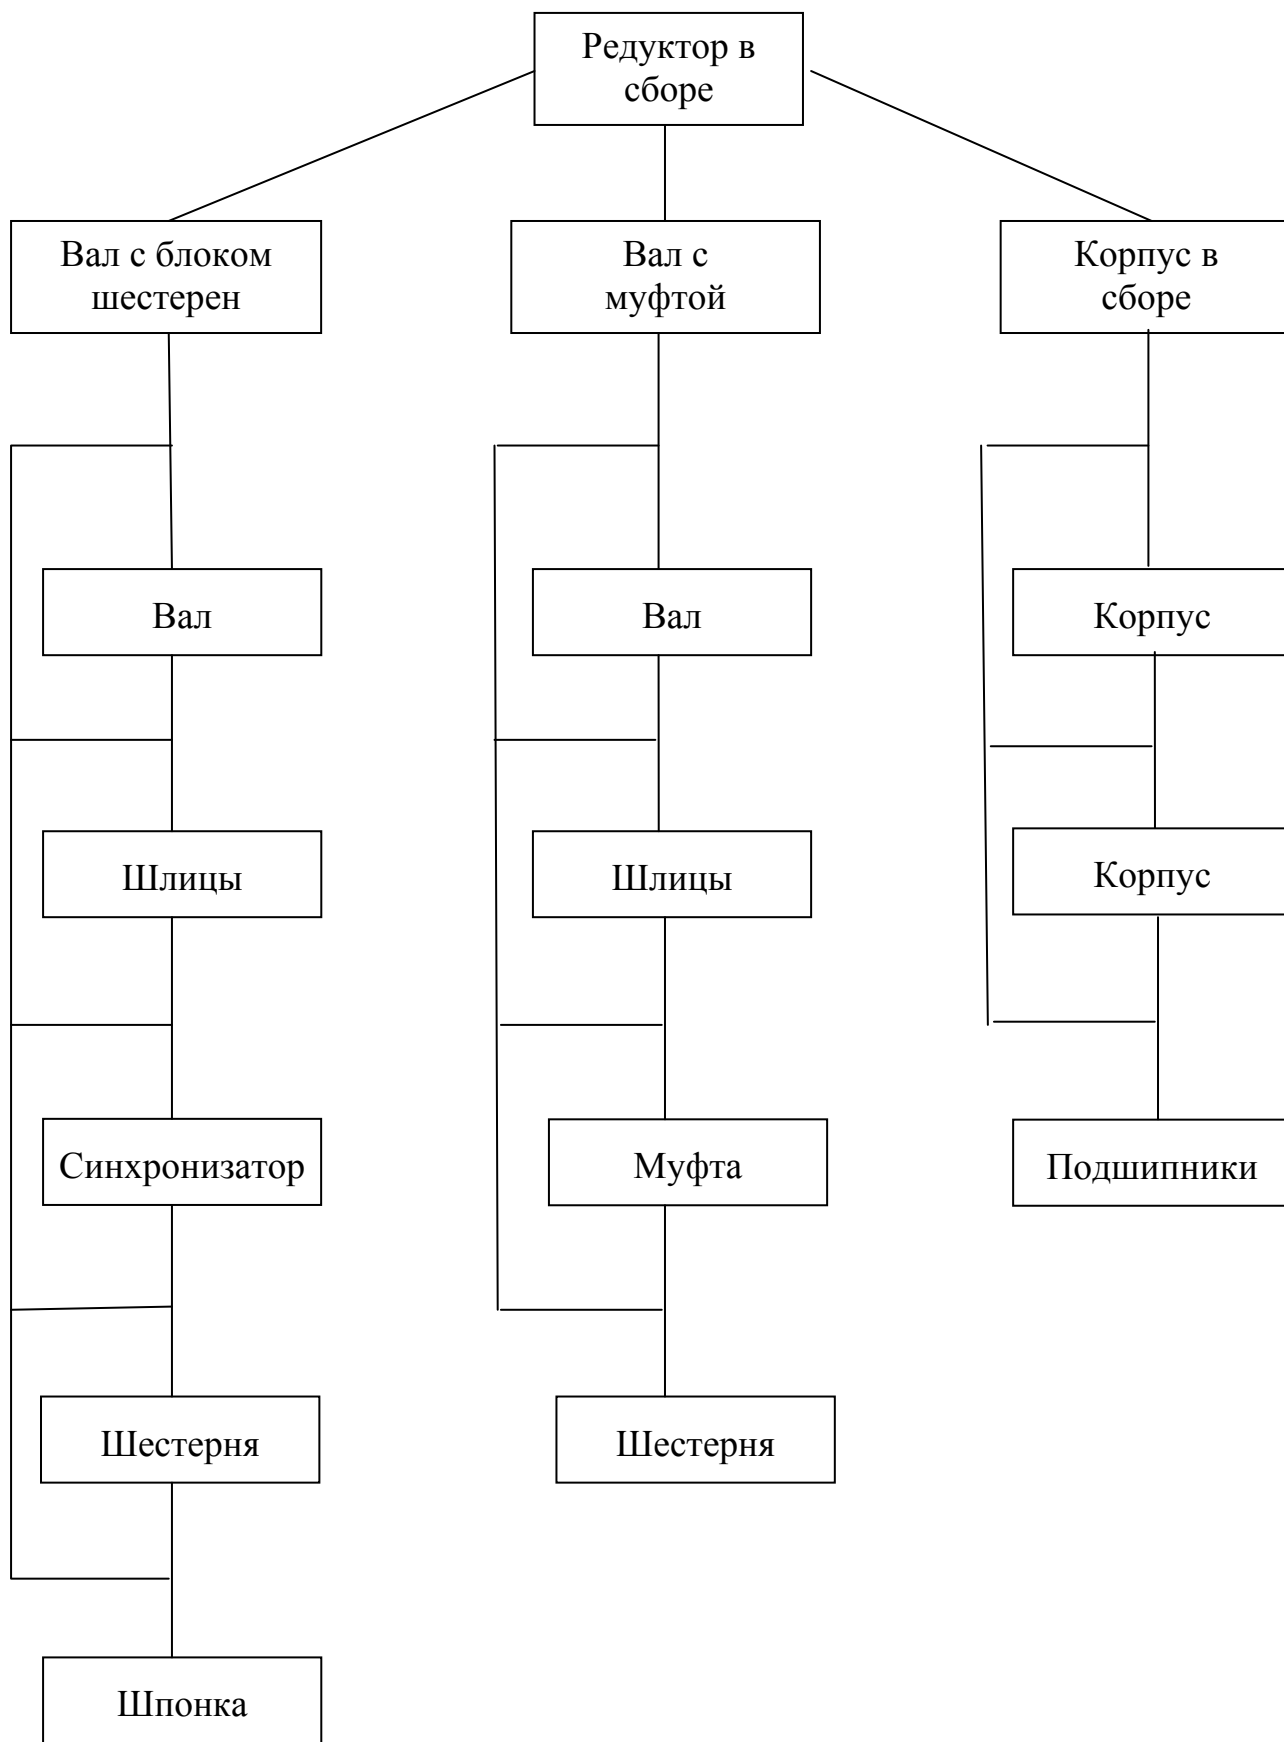 Редуктор в
сборе
Вал с блоком
шестерен
Вал с
муфтой
Корпус в
сборе
Вал
Вал
Корпус
Шлицы
Шлицы
Корпус
Синхронизатор
Муфта
Подшипники
Шестерня
Шестерня
Шпонка